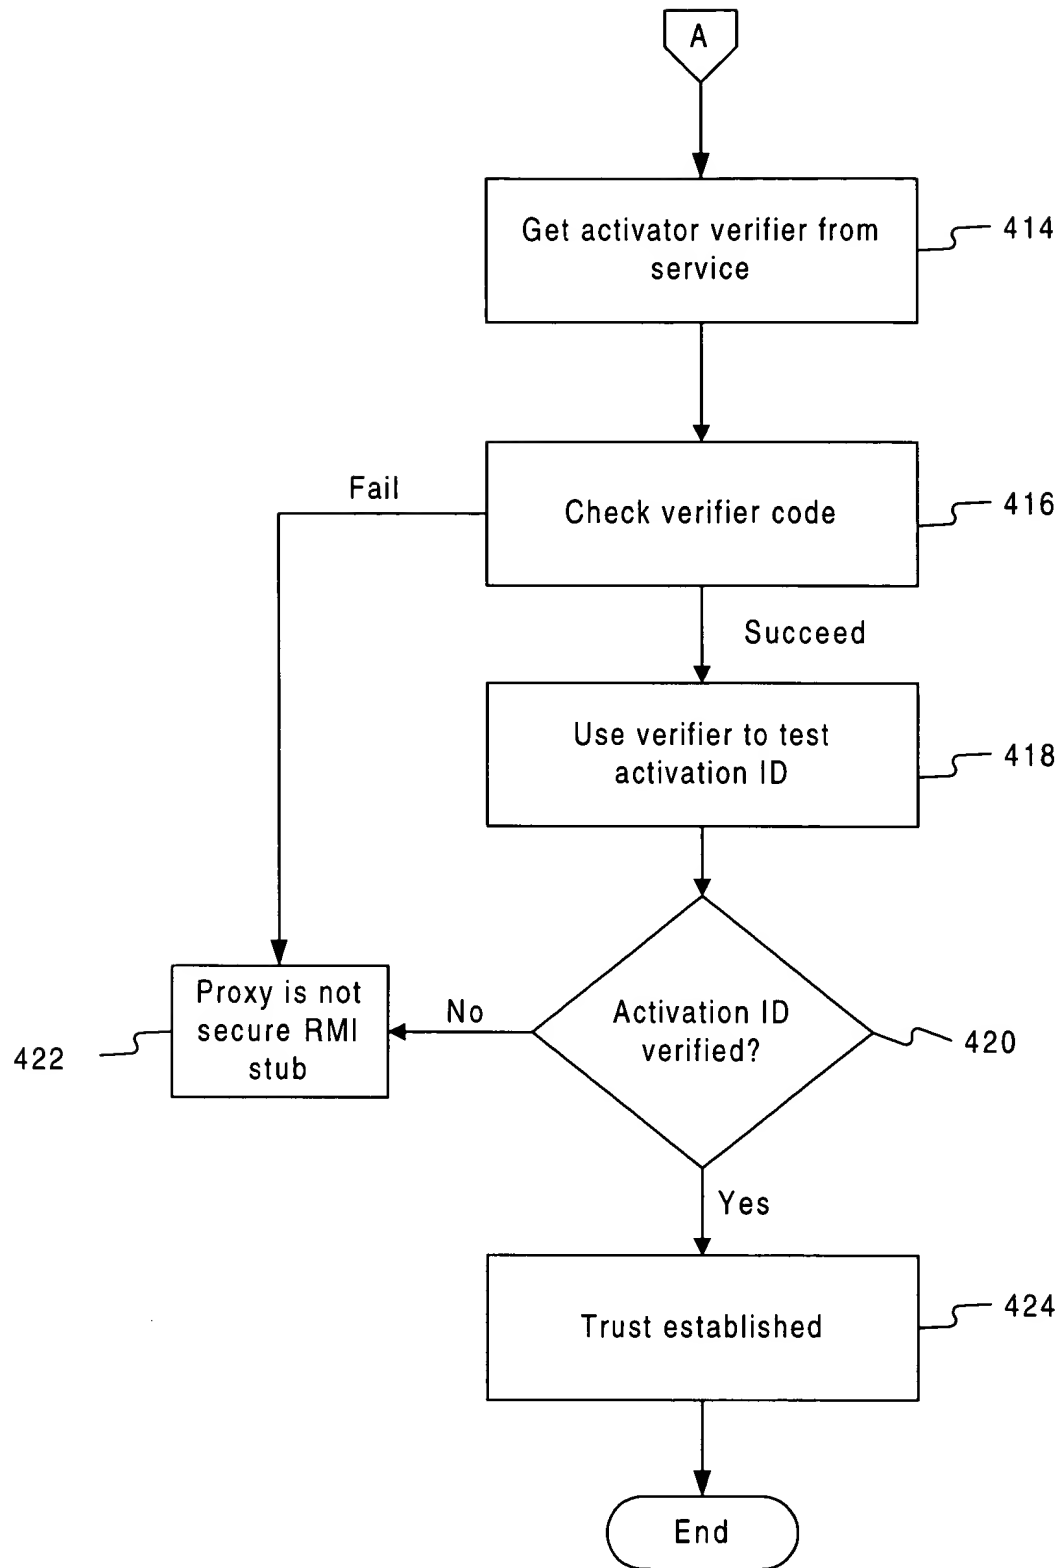 A
Get activator verifier from
service
414
Fail
Check verifier code
416
Succeed
Use verifier to test
activation ID
418
Proxy is not
secure RMI
stub
422
No
Activation ID
verified?
420
Yes
Trust established
424
End